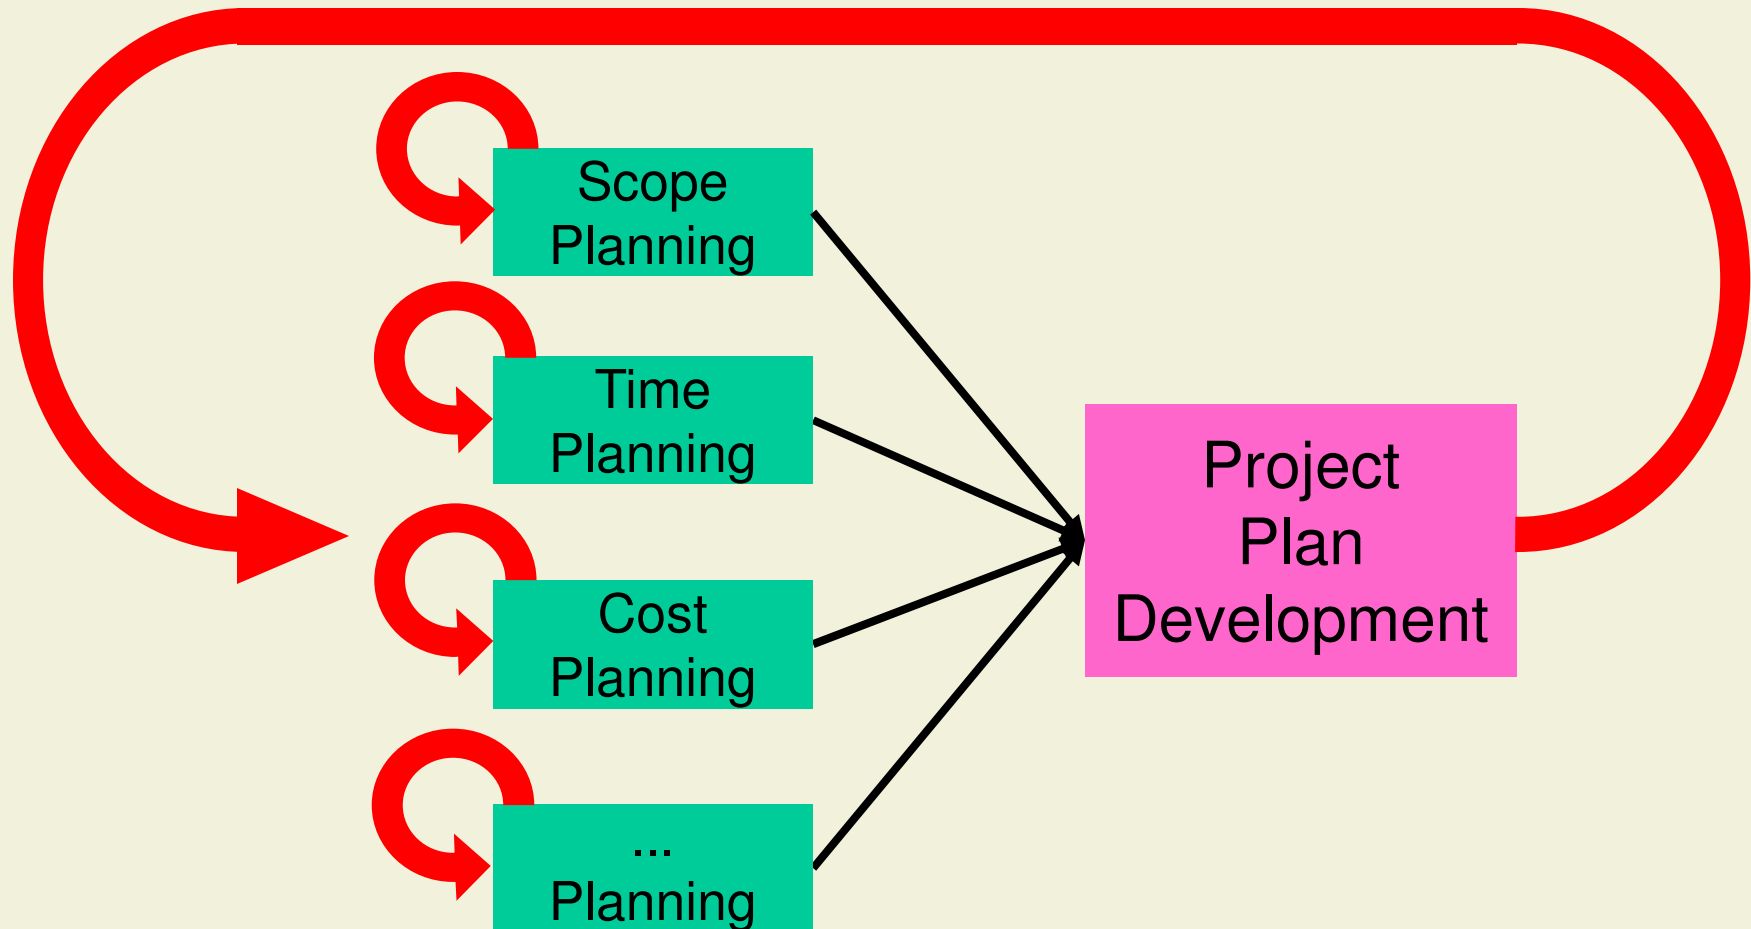 Scope
Planning
Time
Planning
Cost
Planning
...
Planning
Project
Plan
Development